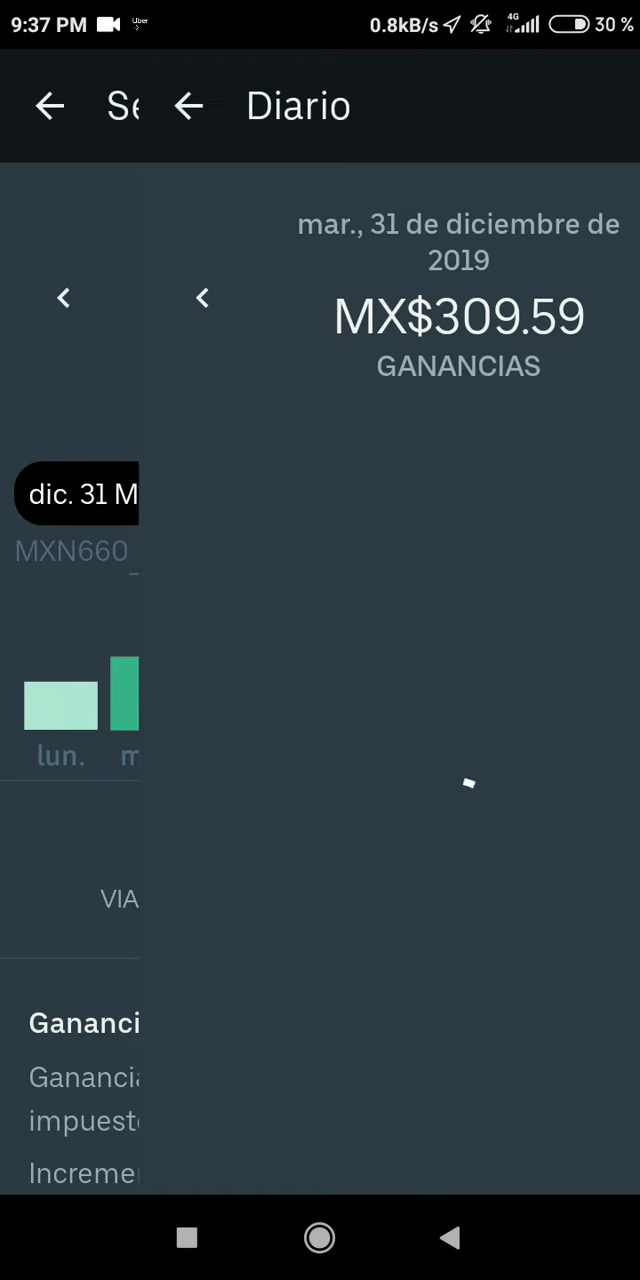 9:37 PM Uber 0.8kB/s 4G 30 %
Diario
mar., 31 de diciembre de
2019
MX$309.59
GANANCIAS
dic. 31 M
MXN660
lun. m
VIA
Gananci
Gananci
impuest
Increme